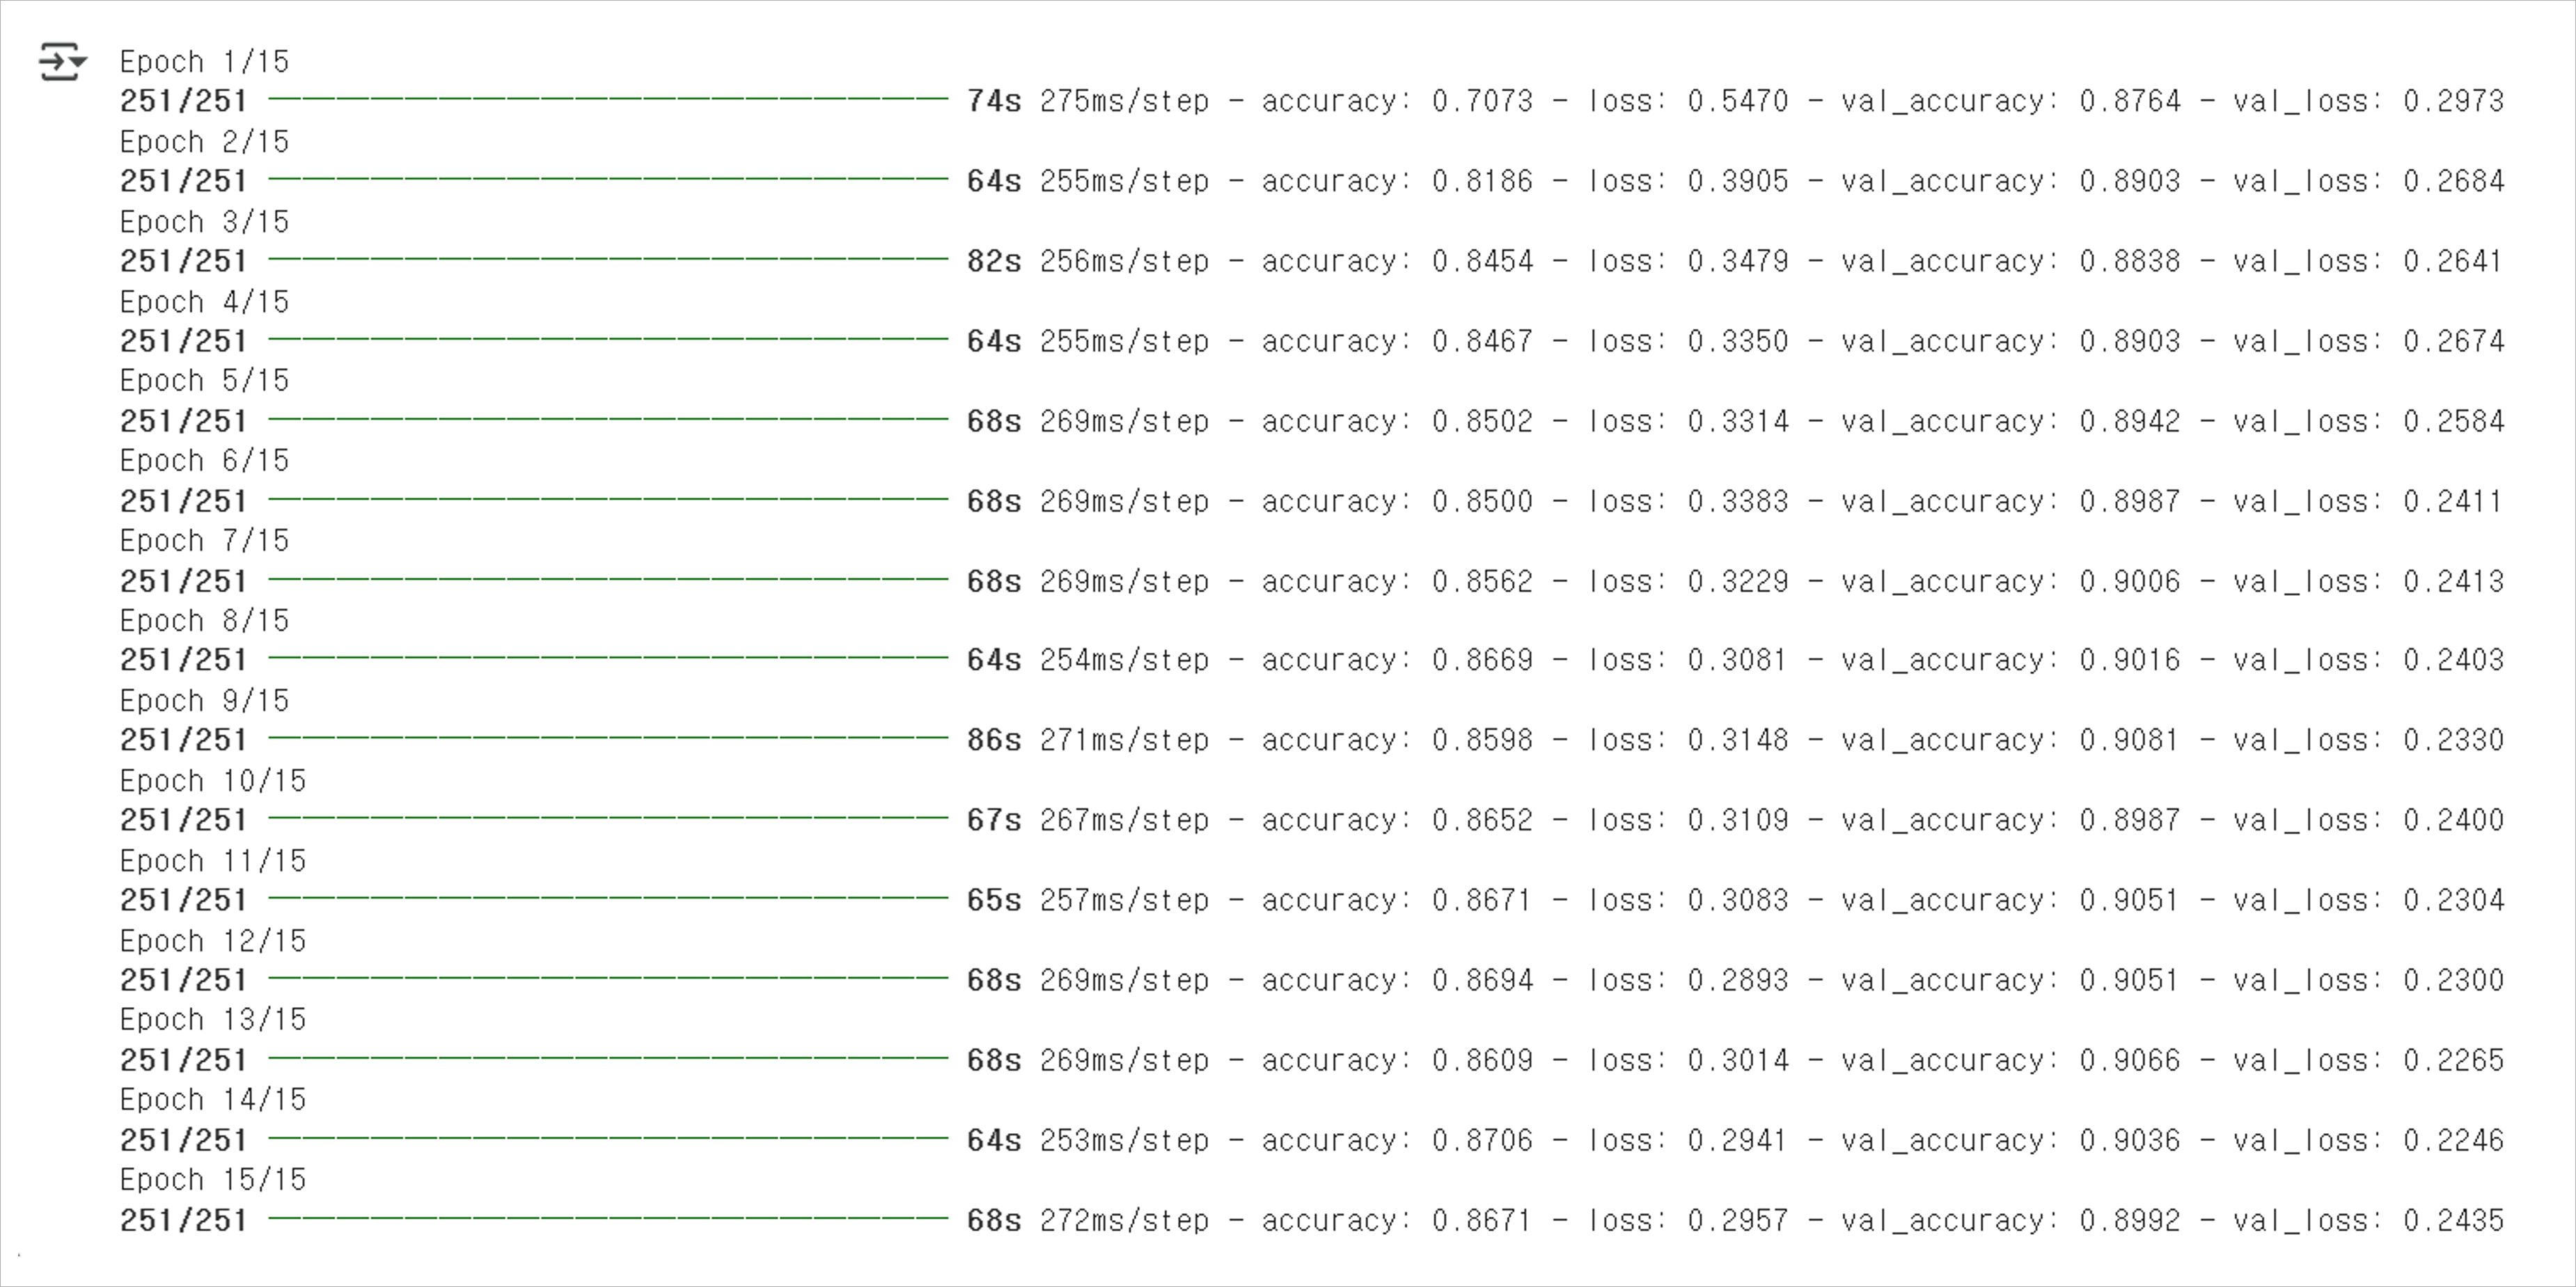 Epoch 1/15
251/251 ━━━━━━━━━━━━━━━━━━━━ 74s 275ms/step - accuracy: 0.7073 - loss: 0.5470 - val_accuracy: 0.8764 - val_loss: 0.2973
Epoch 2/15
251/251 ━━━━━━━━━━━━━━━━━━━━ 64s 255ms/step - accuracy: 0.8186 - loss: 0.3905 - val_accuracy: 0.8903 - val_loss: 0.2684
Epoch 3/15
251/251 ━━━━━━━━━━━━━━━━━━━━ 82s 256ms/step - accuracy: 0.8454 - loss: 0.3479 - val_accuracy: 0.8838 - val_loss: 0.2641
Epoch 4/15
251/251 ━━━━━━━━━━━━━━━━━━━━ 64s 255ms/step - accuracy: 0.8467 - loss: 0.3350 - val_accuracy: 0.8903 - val_loss: 0.2674
Epoch 5/15
251/251 ━━━━━━━━━━━━━━━━━━━━ 68s 269ms/step - accuracy: 0.8502 - loss: 0.3314 - val_accuracy: 0.8942 - val_loss: 0.2584
Epoch 6/15
251/251 ━━━━━━━━━━━━━━━━━━━━ 68s 269ms/step - accuracy: 0.8500 - loss: 0.3383 - val_accuracy: 0.8987 - val_loss: 0.2411
Epoch 7/15
251/251 ━━━━━━━━━━━━━━━━━━━━ 68s 269ms/step - accuracy: 0.8562 - loss: 0.3229 - val_accuracy: 0.9006 - val_loss: 0.2413
Epoch 8/15
251/251 ━━━━━━━━━━━━━━━━━━━━ 64s 254ms/step - accuracy: 0.8669 - loss: 0.3081 - val_accuracy: 0.9016 - val_loss: 0.2403
Epoch 9/15
251/251 ━━━━━━━━━━━━━━━━━━━━ 86s 271ms/step - accuracy: 0.8598 - loss: 0.3148 - val_accuracy: 0.9081 - val_loss: 0.2330
Epoch 10/15
251/251 ━━━━━━━━━━━━━━━━━━━━ 67s 267ms/step - accuracy: 0.8652 - loss: 0.3109 - val_accuracy: 0.8987 - val_loss: 0.2400
Epoch 11/15
251/251 ━━━━━━━━━━━━━━━━━━━━ 65s 257ms/step - accuracy: 0.8671 - loss: 0.3083 - val_accuracy: 0.9051 - val_loss: 0.2304
Epoch 12/15
251/251 ━━━━━━━━━━━━━━━━━━━━ 68s 269ms/step - accuracy: 0.8694 - loss: 0.2893 - val_accuracy: 0.9051 - val_loss: 0.2300
Epoch 13/15
251/251 ━━━━━━━━━━━━━━━━━━━━ 68s 269ms/step - accuracy: 0.8609 - loss: 0.3014 - val_accuracy: 0.9066 - val_loss: 0.2265
Epoch 14/15
251/251 ━━━━━━━━━━━━━━━━━━━━ 64s 253ms/step - accuracy: 0.8706 - loss: 0.2941 - val_accuracy: 0.9036 - val_loss: 0.2246
Epoch 15/15
251/251 ━━━━━━━━━━━━━━━━━━━━ 68s 272ms/step - accuracy: 0.8671 - loss: 0.2957 - val_accuracy: 0.8992 - val_loss: 0.2435